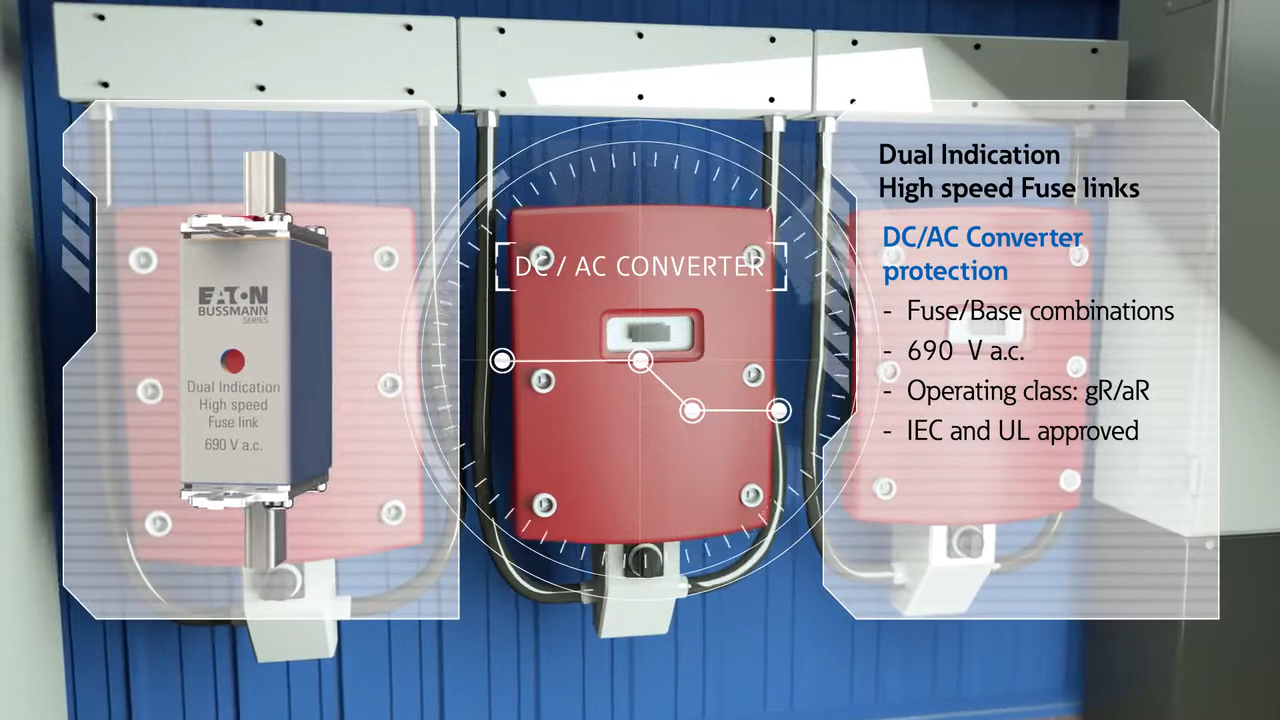 EATON
BUSSMANN
SERIES
Dual Indication
High speed
Fuse link
690 V a.c.
DC / AC CONVERTER
Dual Indication
High speed Fuse links
DC/AC Converter
protection
- Fuse/Base combinations
- 690 V a.c.
- Operating class: gR/aR
- IEC and UL approved